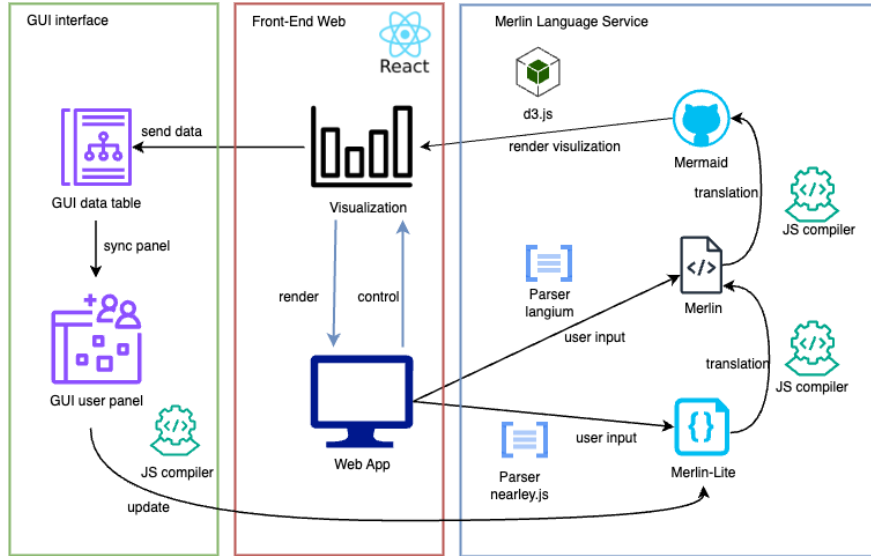 GUI interface
Front-End Web
Merlin Language Service
React
d3.js
send data
render visulization
Mermaid
GUI data table
Visualization
translation
JS compiler
sync panel
Parser
langium
Merlin
render
control
user input
translation
JS compiler
GUI user panel
user input
JS compiler
Web App
Parser
nearley.js
Merlin-Lite
update